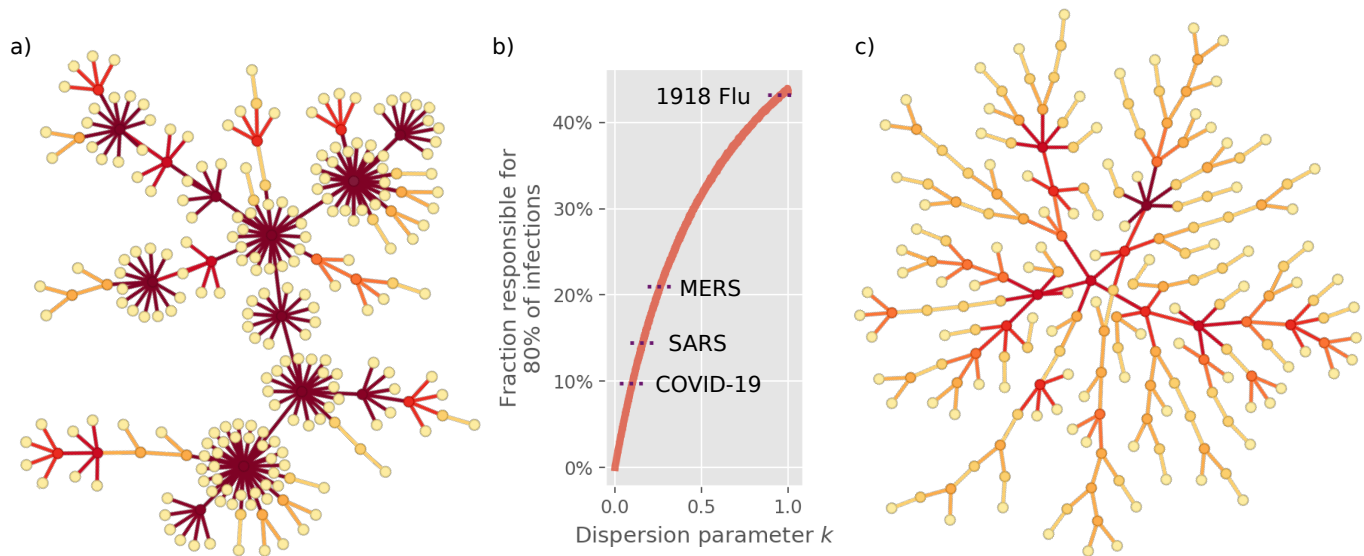 a)
b)
c)
Fraction responsible for
80% of infections
40%
30%
20%
10%
0%
1918 Flu
MERS
SARS
COVID-19
0.0
0.5
1.0
Dispersion parameter k